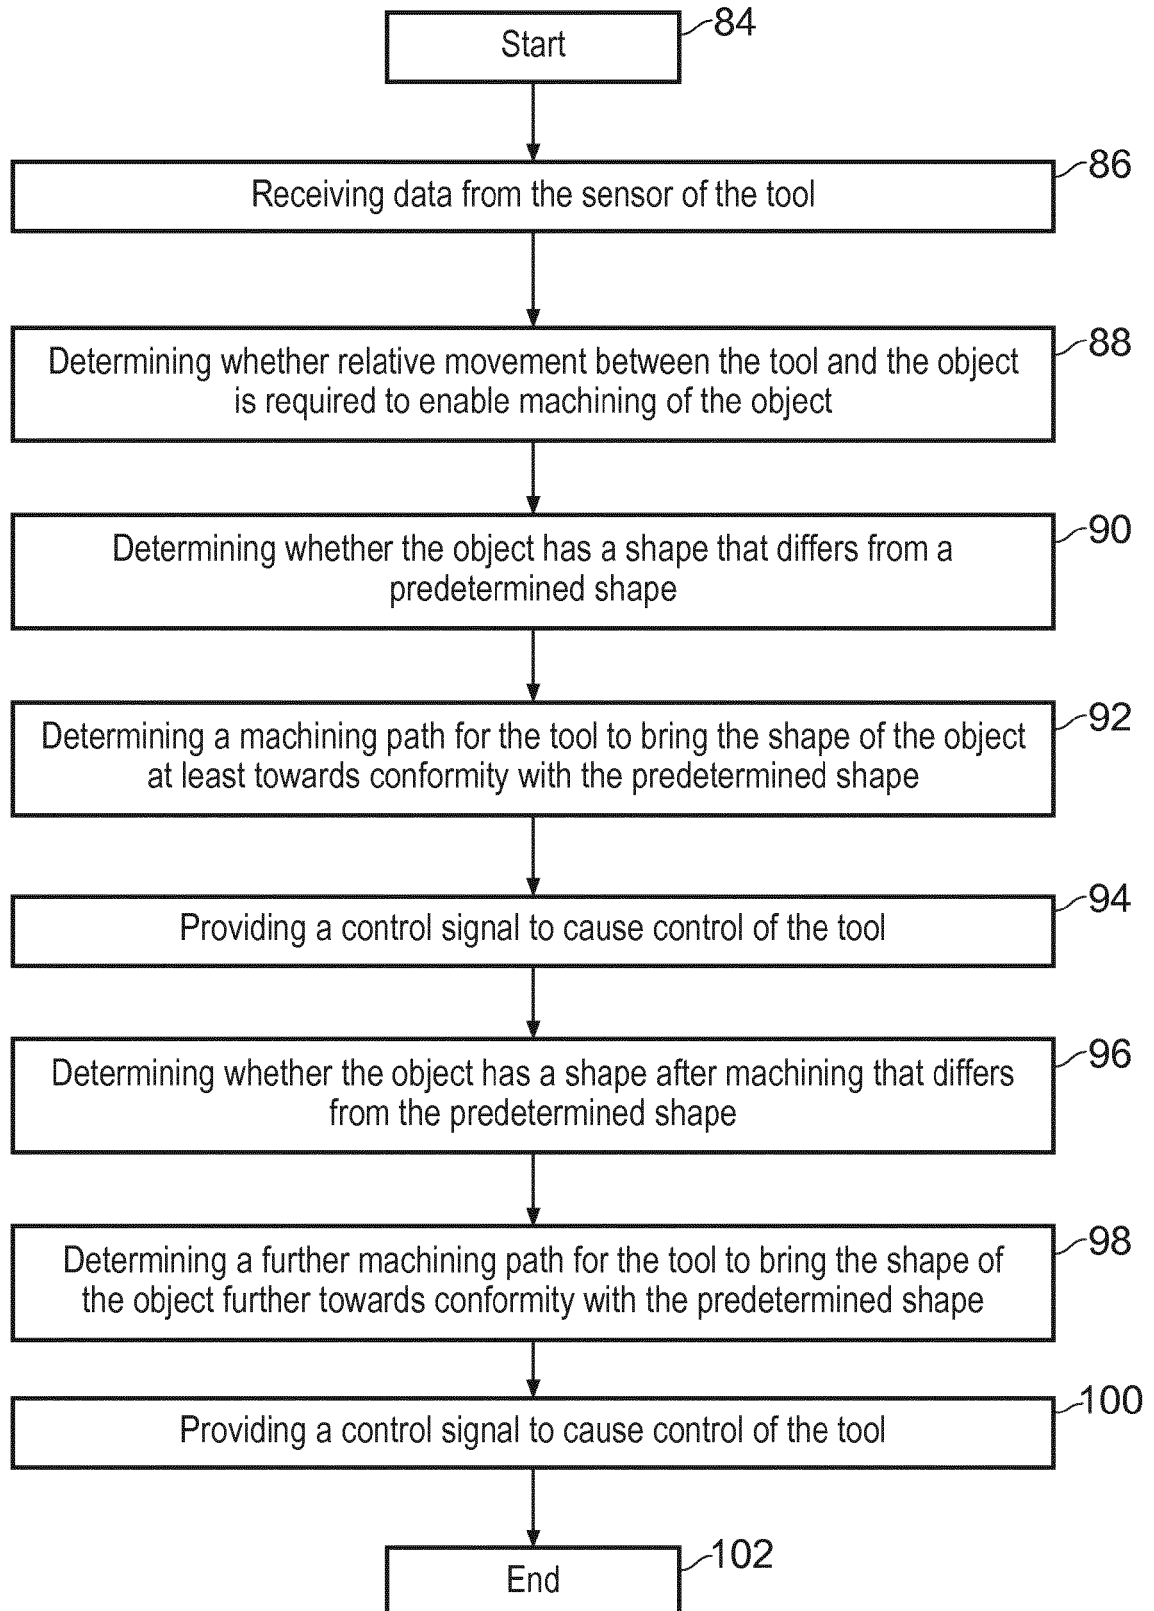 Start
84
Receiving data from the sensor of the tool
86
Determining whether relative movement between the tool and the object
is required to enable machining of the object
88
Determining whether the object has a shape that differs from a
predetermined shape
90
Determining a machining path for the tool to bring the shape of the object
at least towards conformity with the predetermined shape
92
Providing a control signal to cause control of the tool
94
Determining whether the object has a shape after machining that differs
from the predetermined shape
96
Determining a further machining path for the tool to bring the shape of
the object further towards conformity with the predetermined shape
98
Providing a control signal to cause control of the tool
100
End
102